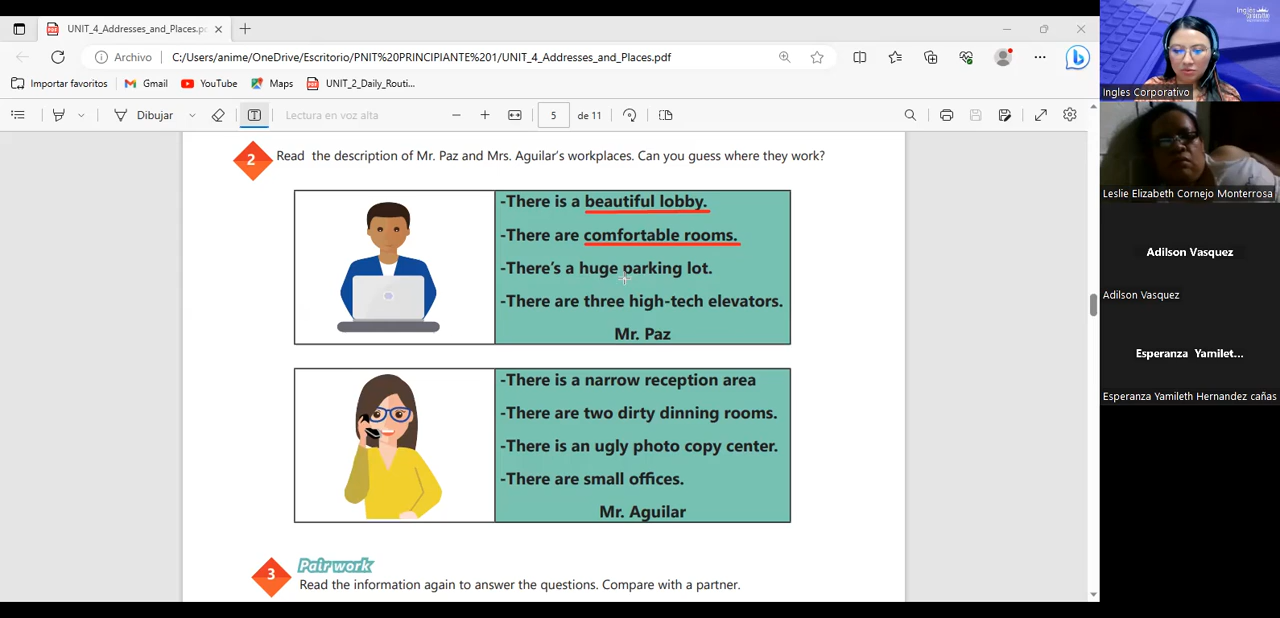 UNIT_4_Addresses_and_Places.pc
Archivo
C:/Users/anime/OneDrive/Escritorio/PNIT%20PRINCIPIANTE%201/UNIT_4_Addresses_and_Places.pdf
Importar favoritos
Gmail
YouTube
Maps
UNIT_2_Daily_Routi...
Dibujar
Lectura en voz alta
5
de 11
2
Read the description of Mr. Paz and Mrs. Aguilar's workplaces. Can you guess where they work?
-There is a beautiful lobby.
-There are comfortable rooms.
-There's a huge parking lot.
-There are three high-tech elevators.
Mr. Paz
-There is a narrow reception area
-There are two dirty dinning rooms.
-There is an ugly photo copy center.
-There are small offices.
Mr. Aguilar
3
Pair work
Read the information again to answer the questions. Compare with a partner.
Ingles
Ingles Corporativo
Leslie Elizabeth Cornejo Monterrosa
Adilson Vasquez
Adilson Vasquez
Esperanza Yamilet...
Esperanza Yamileth Hernandez cañas